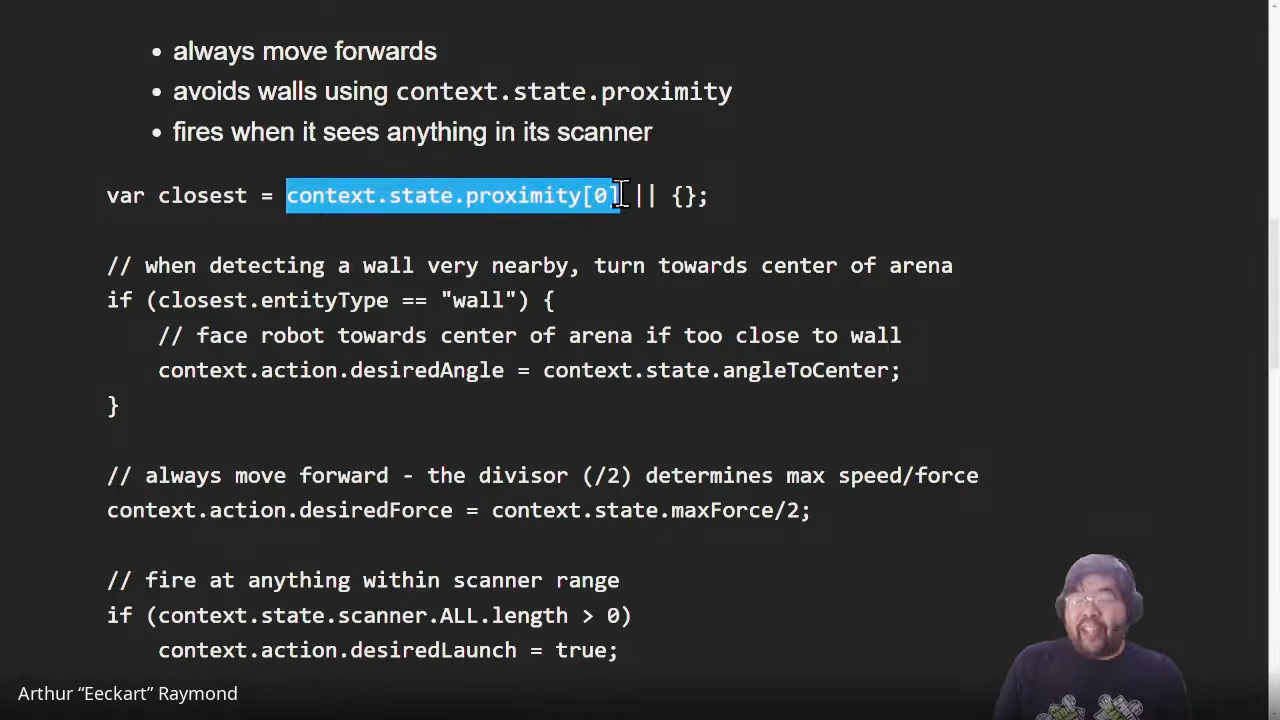 • always move forwards
• avoids walls using context.state.proximity
• fires when it sees anything in its scanner
var closest = context.state.proximity[0] || {};
// when detecting a wall very nearby, turn towards center of arena
if (closest.entityType == "wall") {
// face robot towards center of arena if too close to wall
context.action.desiredAngle = context.state.angleToCenter;
}
// always move forward - the divisor (/2) determines max speed/force
context.action.desiredForce = context.state.maxForce/2;
// fire at anything within scanner range
if (context.state.scanner.ALL.length > 0)
context.action.desiredLaunch = true;
Arthur “Eeckart” Raymond